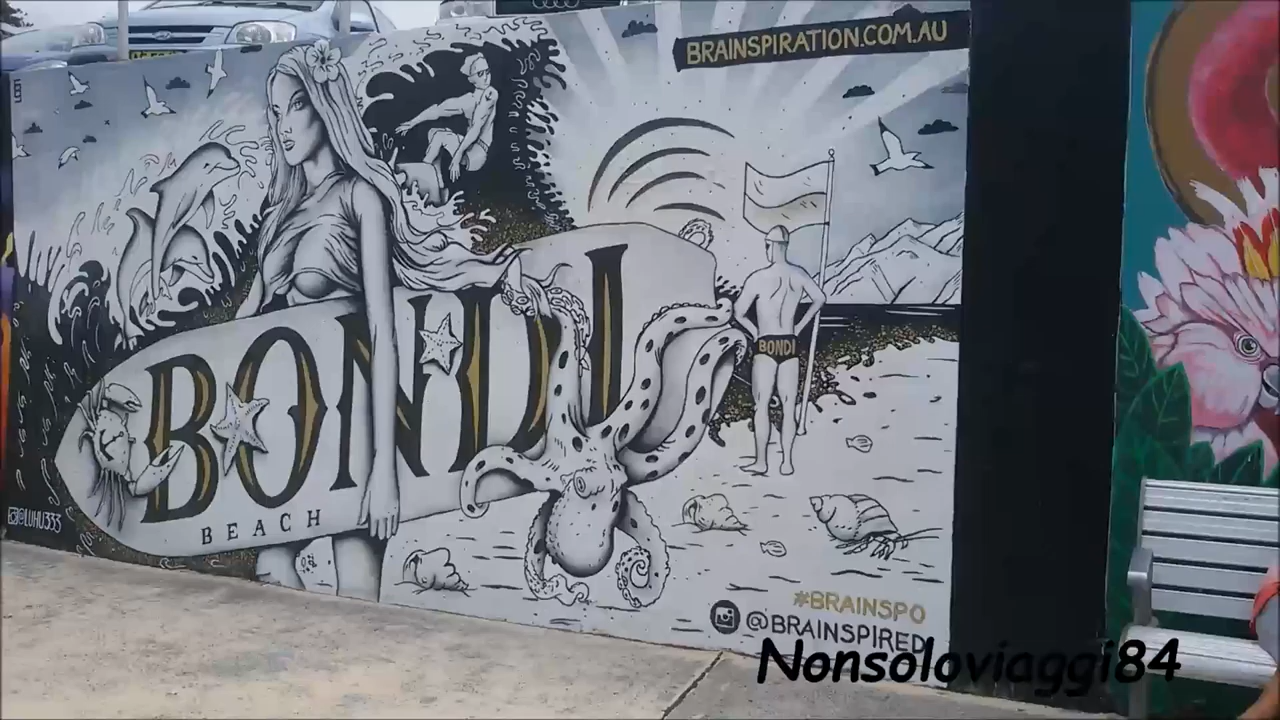 BRAINSPIRATION.COM.AU
BONDI
BONDI
BEACH
@LUHU333
#BRAINSPO
@BRAINSPIRED
Nonsoloviaggi84